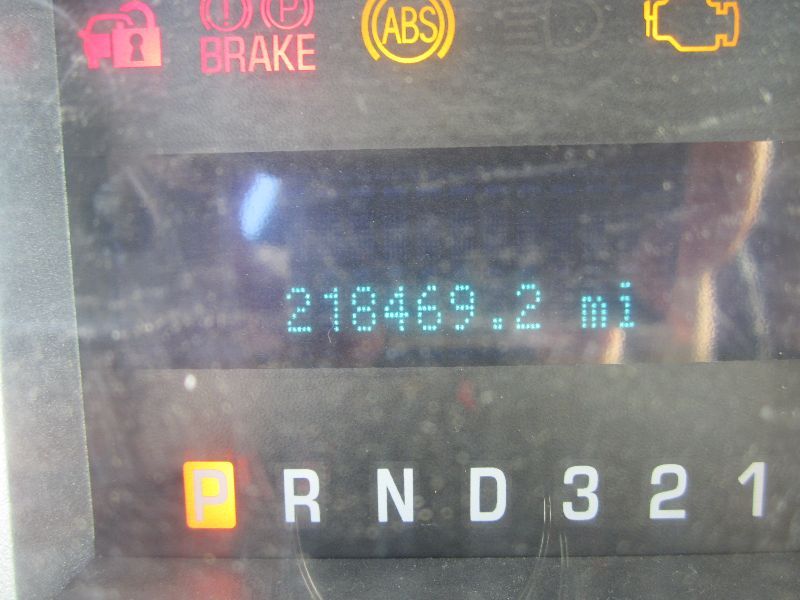 BRAKE ABS
218469.2 mi
P R N D 3 2 1